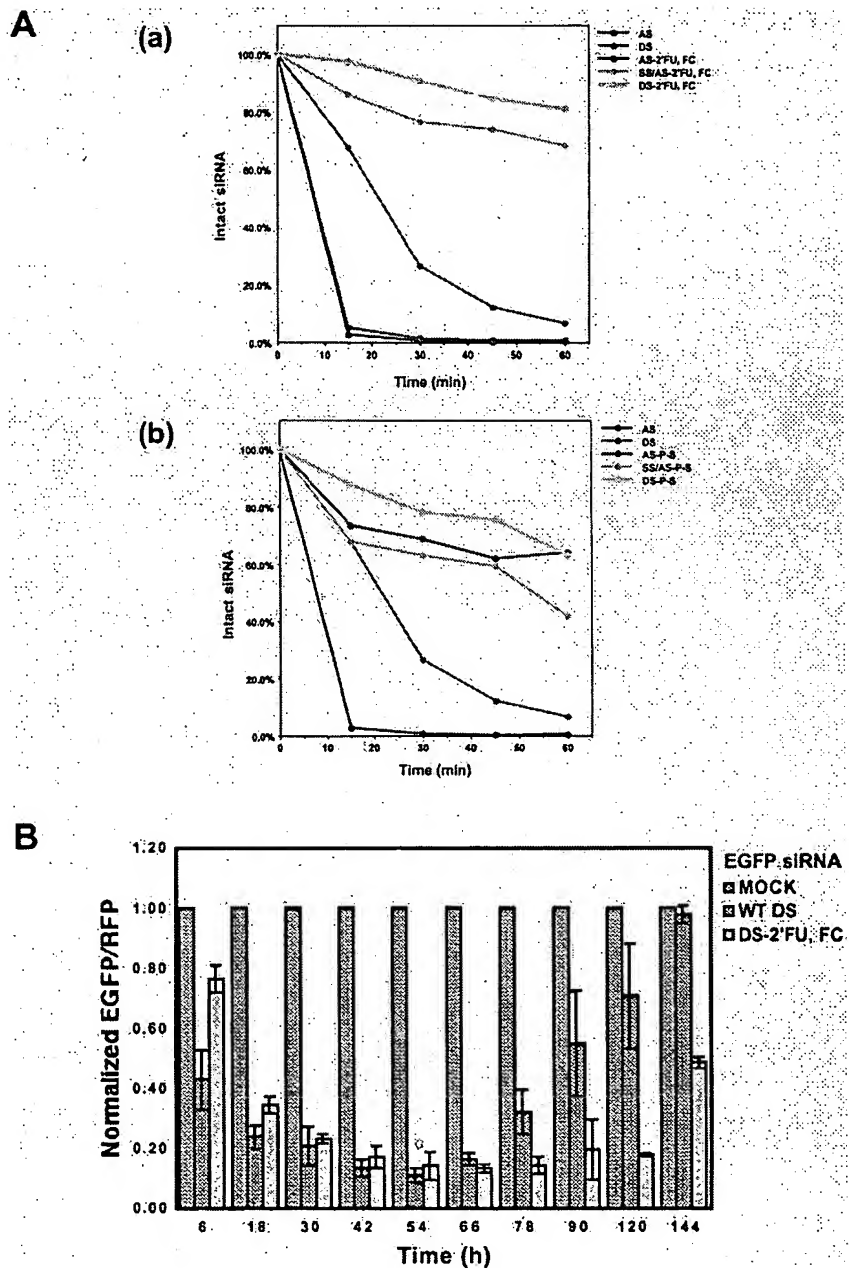 A
(a)
AS
DS
AS-2'FU, FC
SS/AS-2'FU, FC
DS-2'FU, FC
100.0%
80.0%
60.0%
40.0%
20.0%
0.0%
Intact siRNA
0 10 20 30 40 50 60
Time (min)
(b)
AS
DS
AS-P-S
SS/AS-P-S
DS-P-S
100.0%
80.0%
60.0%
40.0%
20.0%
0.0%
Intact siRNA
0 10 20 30 40 50 60
Time (min)
B
EGFP siRNA
MOCK
WT DS
DS-2'FU, FC
1.20
1.00
0.80
0.60
0.40
0.20
0.00
Normalized EGFP/RFP
6 18 30 42 54 66 78 90 120 144
Time (h)